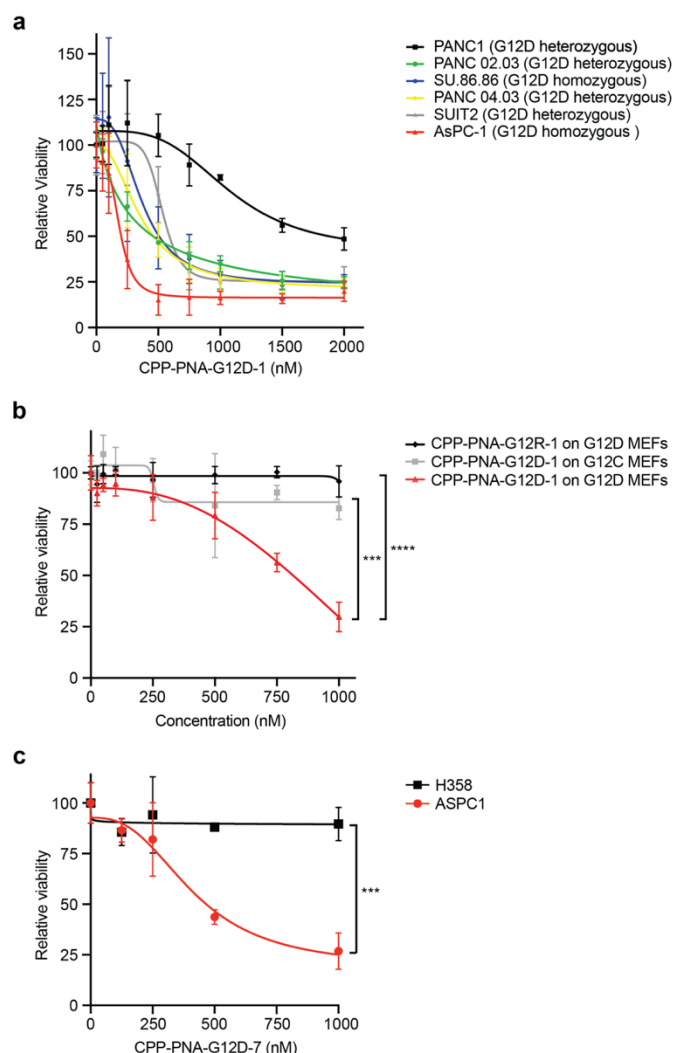 a
PANC1 (G12D heterozygous)
PANC 02.03 (G12D heterozygous)
SU.86.86 (G12D homozygous)
PANC 04.03 (G12D heterozygous)
SUIT2 (G12D heterozygous)
AsPC-1 (G12D homozygous )
Relative Viability
150
125
100
75
50
25
0
0 500 1000 1500 2000
CPP-PNA-G12D-1 (nM)
b
CPP-PNA-G12R-1 on G12D MEFs
CPP-PNA-G12D-1 on G12C MEFs
CPP-PNA-G12D-1 on G12D MEFs
Relative viability
100
75
50
25
0
*** ****
0 250 500 750 1000
Concentration (nM)
c
H358
ASPC1
Relative viability
100
75
50
25
0
***
0 250 500 750 1000
CPP-PNA-G12D-7 (nM)